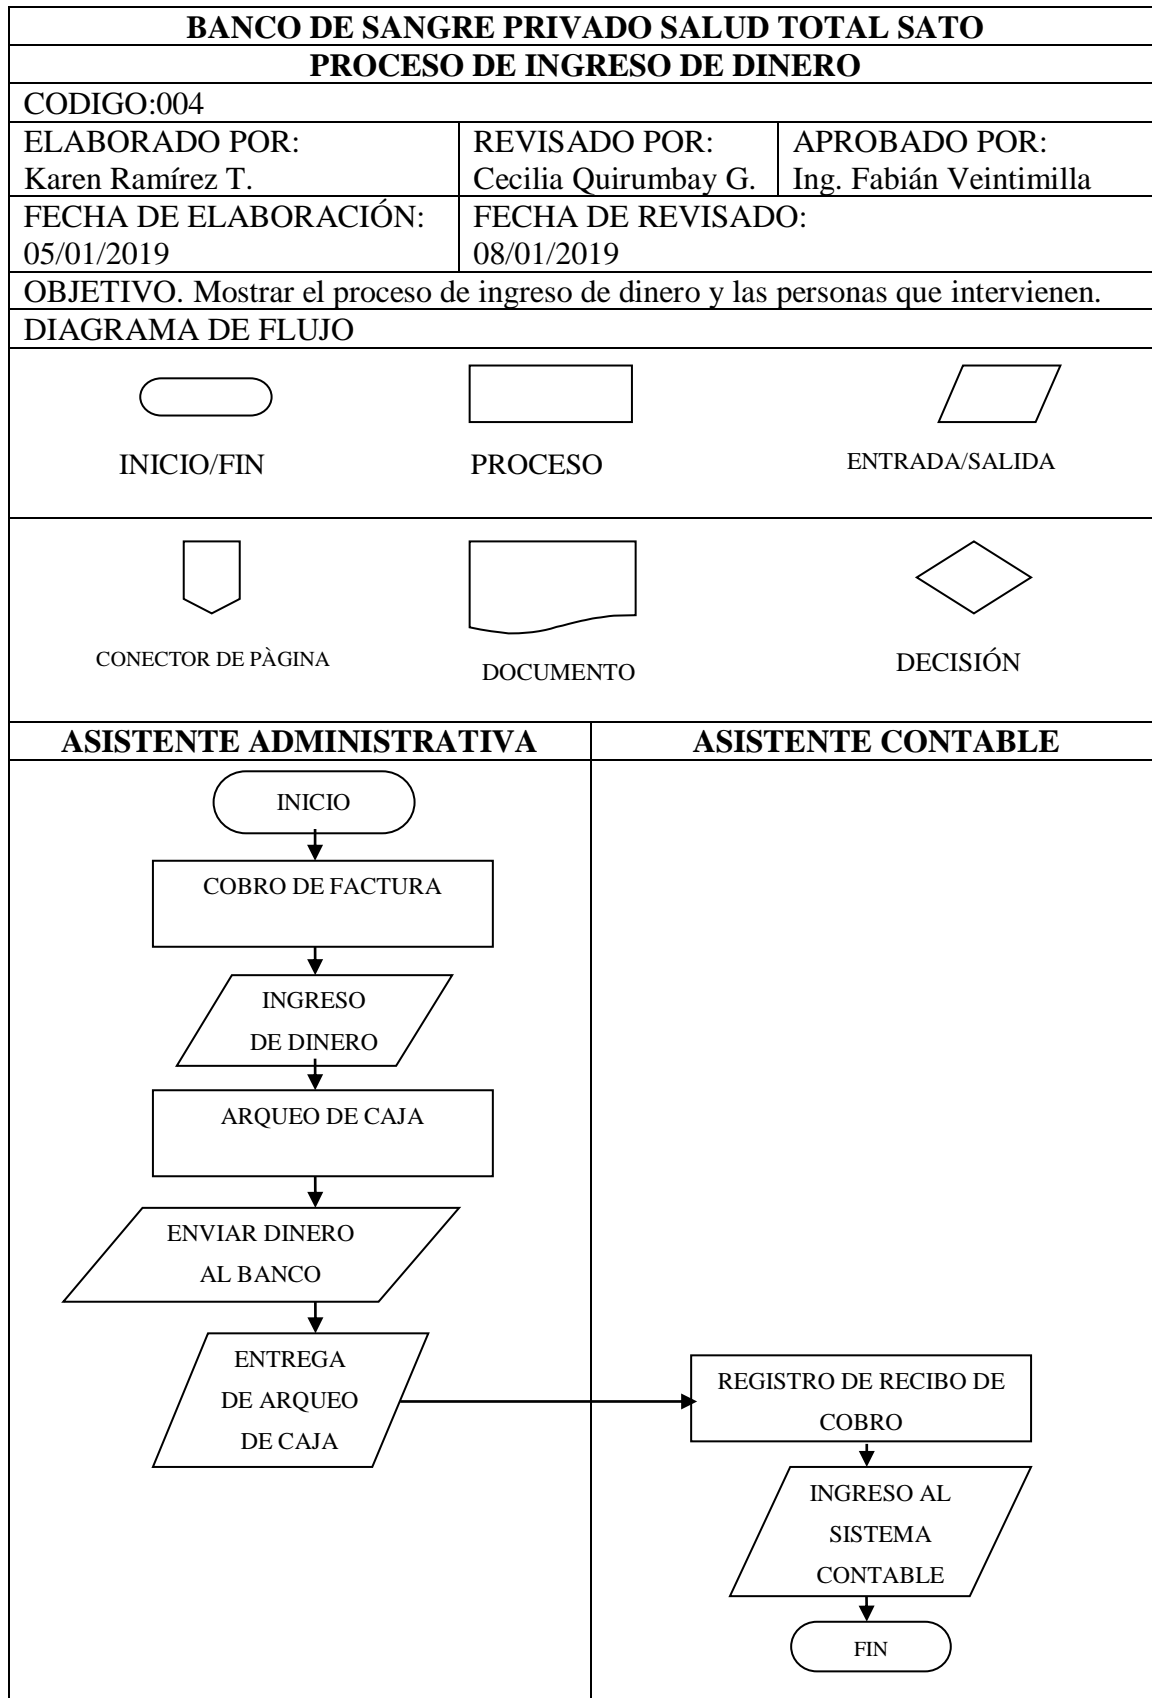 BANCO DE SANGRE PRIVADO SALUD TOTAL SATO
PROCESO DE INGRESO DE DINERO
CODIGO:004
ELABORADO POR:
Karen Ramírez T.
REVISADO POR:
Cecilia Quirumbay G.
APROBADO POR:
Ing. Fabián Veintimilla
FECHA DE ELABORACIÓN:
05/01/2019
FECHA DE REVISADO:
08/01/2019
OBJETIVO. Mostrar el proceso de ingreso de dinero y las personas que intervienen.
DIAGRAMA DE FLUJO
INICIO/FIN
PROCESO
ENTRADA/SALIDA
CONECTOR DE PÀGINA
DOCUMENTO
DECISIÓN
ASISTENTE ADMINISTRATIVA
ASISTENTE CONTABLE
INICIO
COBRO DE FACTURA
INGRESO
DE DINERO
ARQUEO DE CAJA
ENVIAR DINERO
AL BANCO
ENTREGA
DE ARQUEO
DE CAJA
REGISTRO DE RECIBO DE
COBRO
INGRESO AL
SISTEMA
CONTABLE
FIN